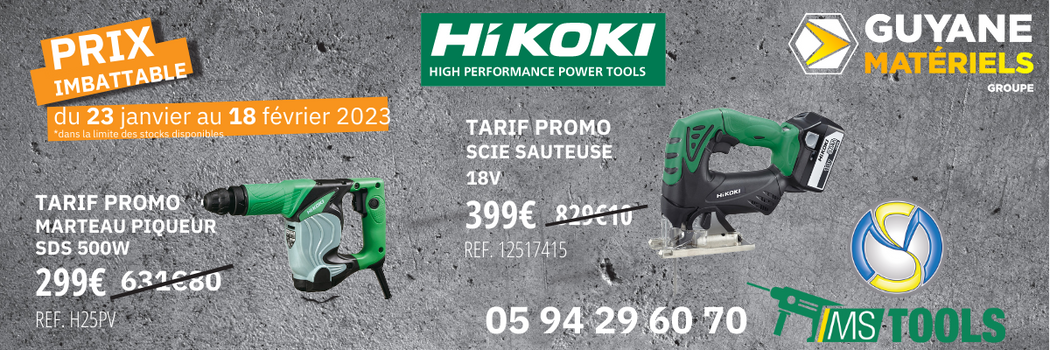 PRIX
IMBATTABLE
du 23 janvier au 18 février 2023
*dans la limite des stocks disponibles
HiKOKI
HIGH PERFORMANCE POWER TOOLS
GUYANE
MATÉRIELS
GROUPE
TARIF PROMO
MARTEAU PIQUEUR
SDS 500W
299€ 631€80
REF. H25PV
TARIF PROMO
SCIE SAUTEUSE
18V
399€ 829€10
REF. 12517415
HiKOKI
HiKOKI
05 94 29 60 70
MS TOOLS